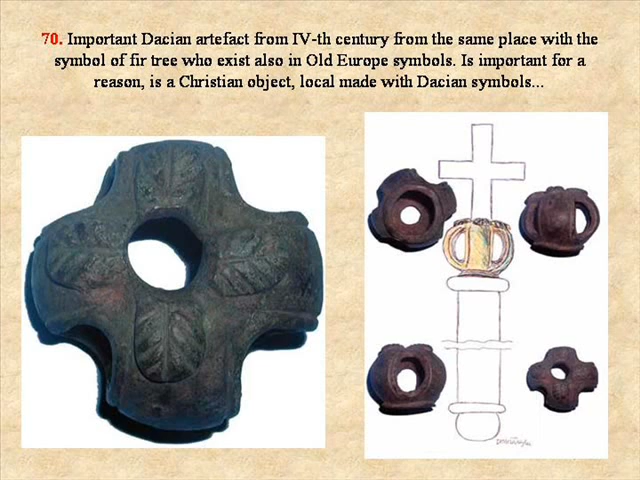 70. Important Dacian artefact from IV-th century from the same place with the
symbol of fir tree who exist also in Old Europe symbols. Is important for a
reason, is a Christian object, local made with Dacian symbols...